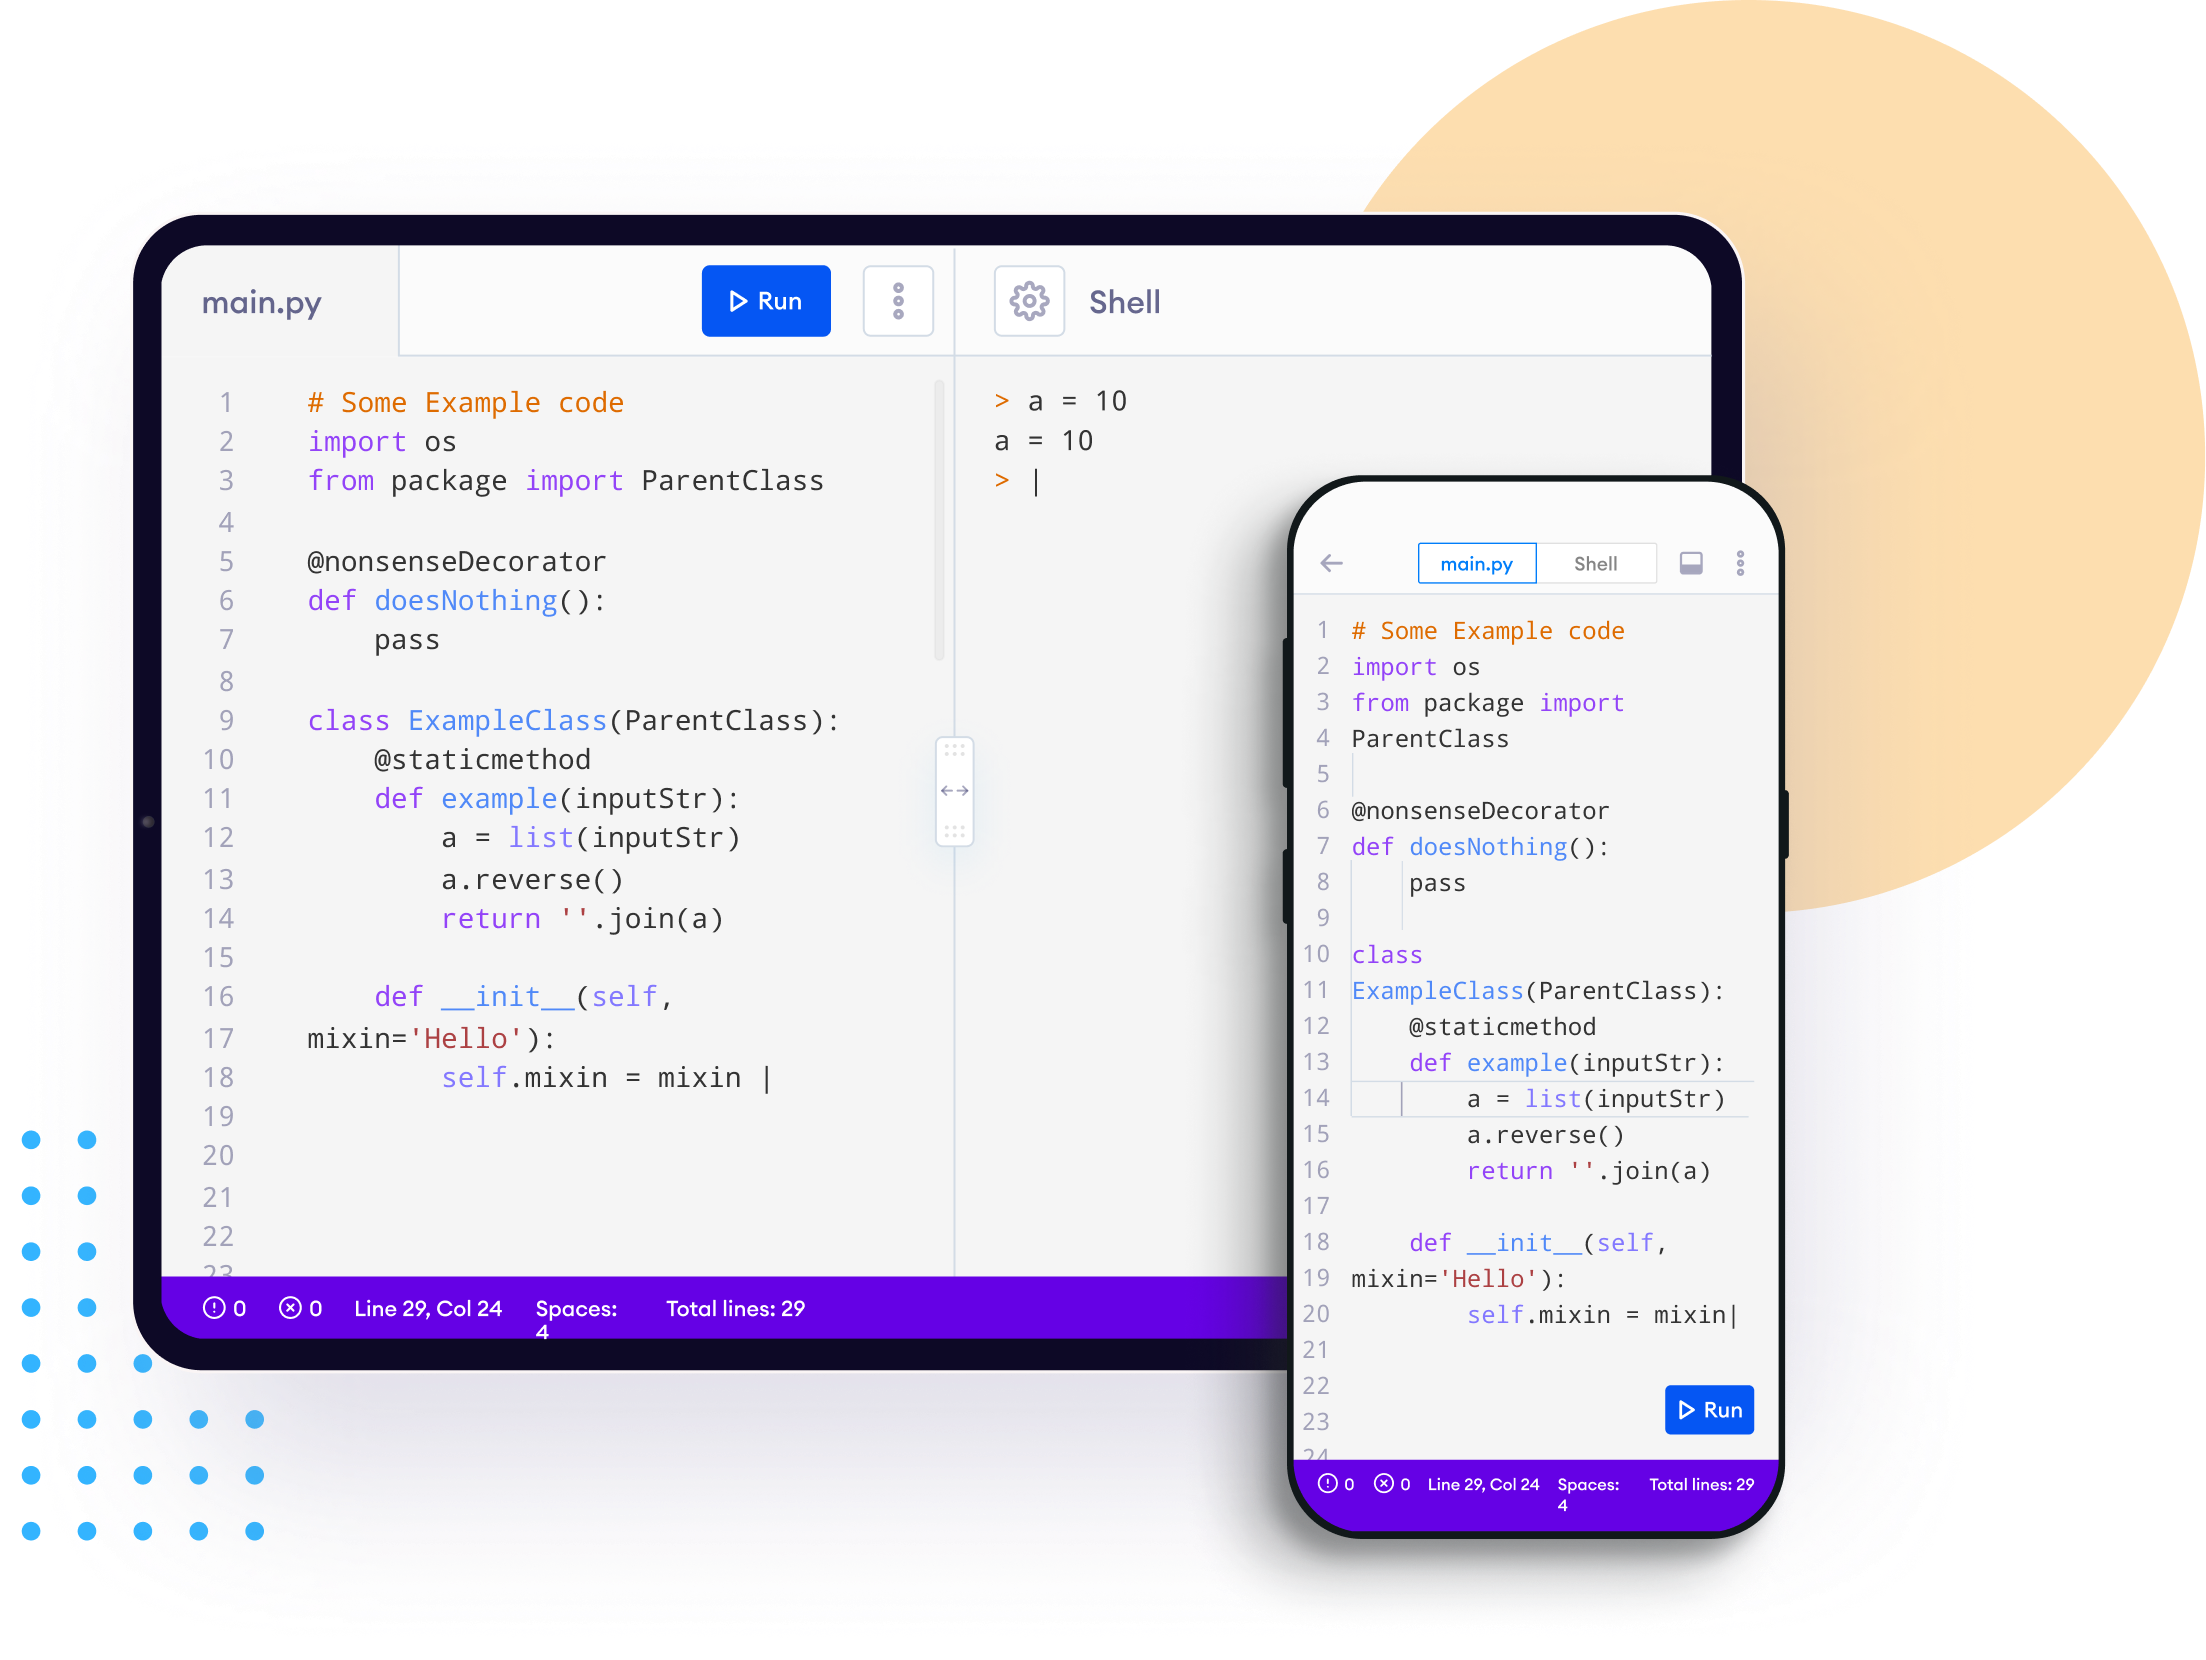 main.py
Run
Shell
1 # Some Example code
2 import os
3 from package import ParentClass
4
5 @nonsenseDecorator
6 def doesNothing():
7     pass
8
9 class ExampleClass(ParentClass):
10     @staticmethod
11     def example(inputStr):
12         a = list(inputStr)
13         a.reverse()
14         return ''.join(a)
15
16     def __init__(self,
17 mixin='Hello'):
18         self.mixin = mixin |
19
20
21
22
23
> a = 10
a = 10
> |
0 0 Line 29, Col 24 Spaces: Total lines: 29
4
main.py Shell
1 # Some Example code
2 import os
3 from package import
4 ParentClass
5
6 @nonsenseDecorator
7 def doesNothing():
8     pass
9
10 class
11 ExampleClass(ParentClass):
12     @staticmethod
13     def example(inputStr):
14         a = list(inputStr)
15         a.reverse()
16         return ''.join(a)
17
18     def __init__(self,
19 mixin='Hello'):
20         self.mixin = mixin|
21
22
23
24
Run
0 0 Line 29, Col 24 Spaces: Total lines: 29
4